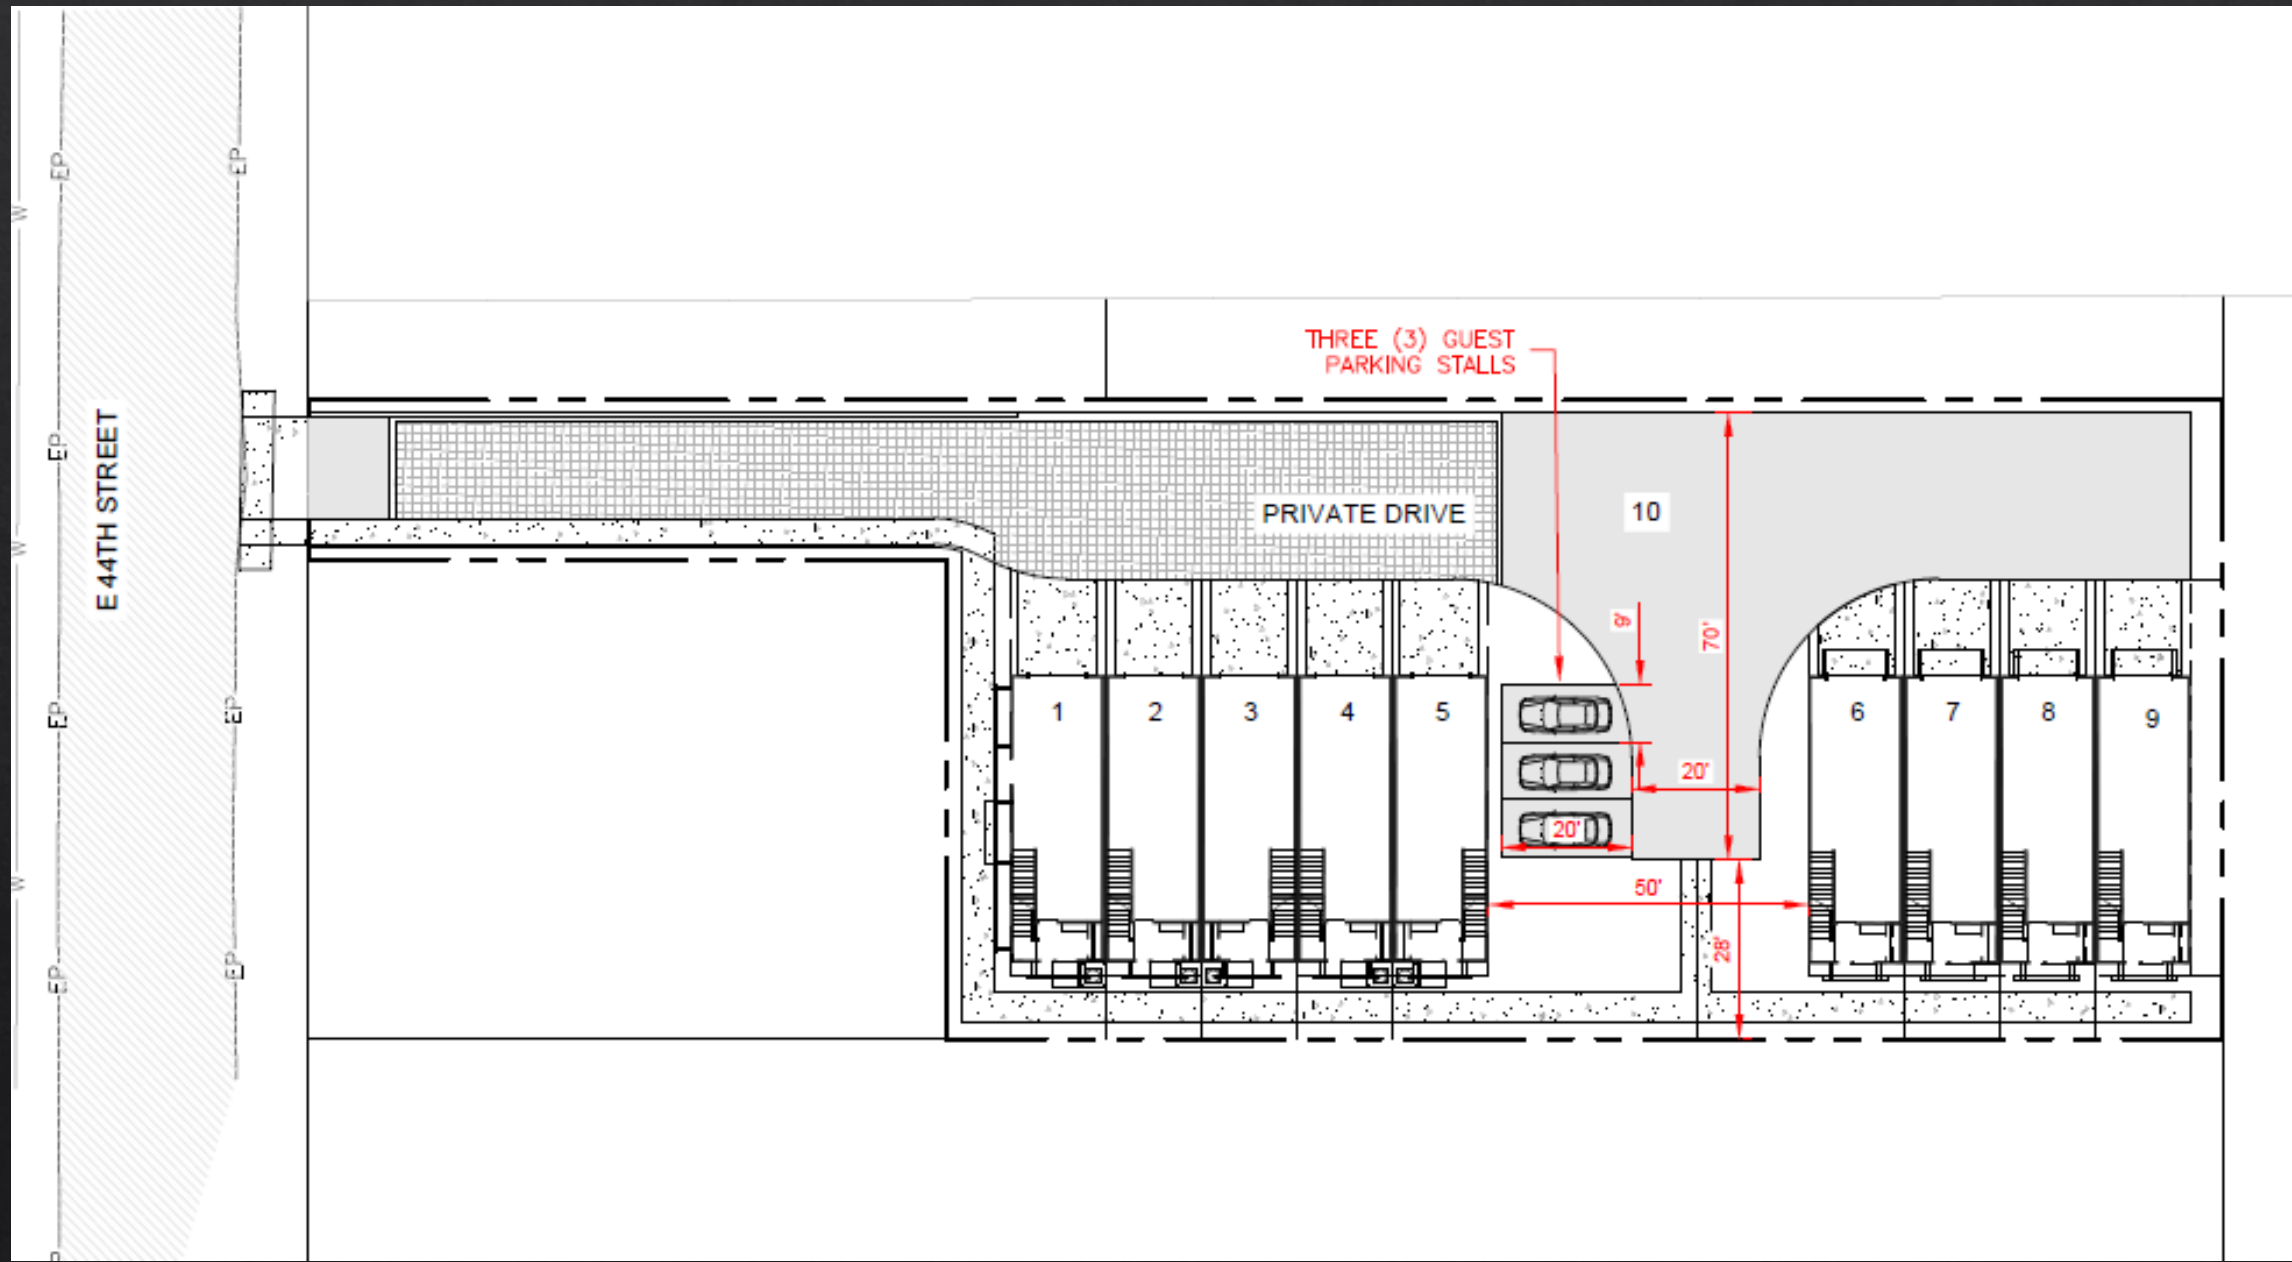 EP
EP
W
THREE (3) GUEST
PARKING STALLS
E 44TH STREET
EP
PRIVATE DRIVE
10
W
9'
70'
EP
EP
1
2
3
4
5
6
7
8
9
20'
20'
W
50'
28'
EP
EP